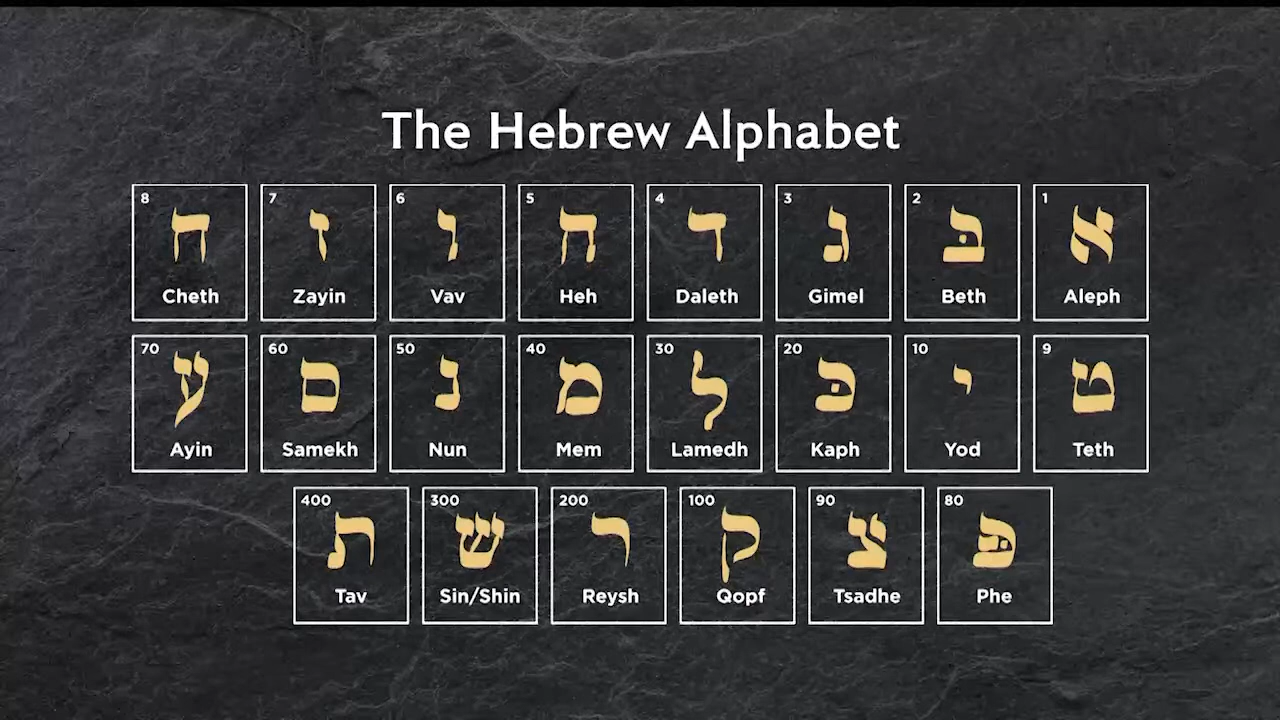 The Hebrew Alphabet
8 7 6 5 4 3 2 1
ח ז ו ה ד ג בּ א
Cheth Zayin Vav Heh Daleth Gimel Beth Aleph
70 60 50 40 30 20 10 9
ע ס נ מ ל כּ י ט
Ayin Samekh Nun Mem Lamedh Kaph Yod Teth
400 300 200 100 90 80
ת ש ר ק צ פּ
Tav Sin/Shin Reysh Qopf Tsadhe Phe